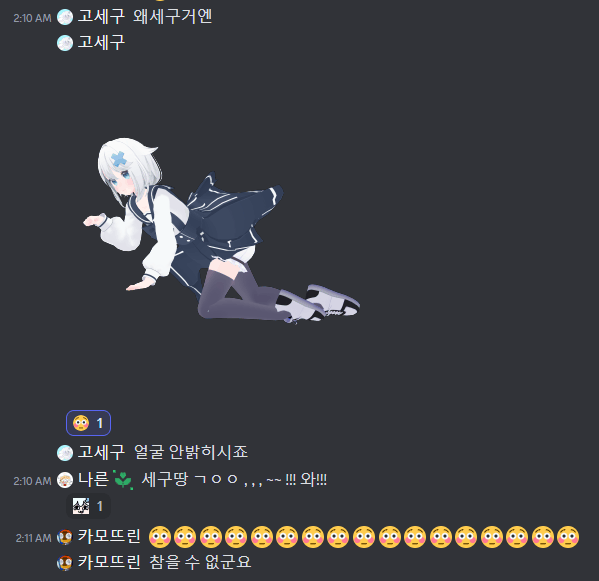 2:10 AM 고세구 왜세구거엔
고세구
1
고세구 얼굴 안밝히시죠
2:10 AM 나른 세구땅 ㄱㅇㅇ , , , ~~ !!! 와!!!
1
2:11 AM 카모뜨린 😳😳😳😳😳😳😳😳😳😳😳😳😳😳😳😳😳
카모뜨린 참을 수 없군요